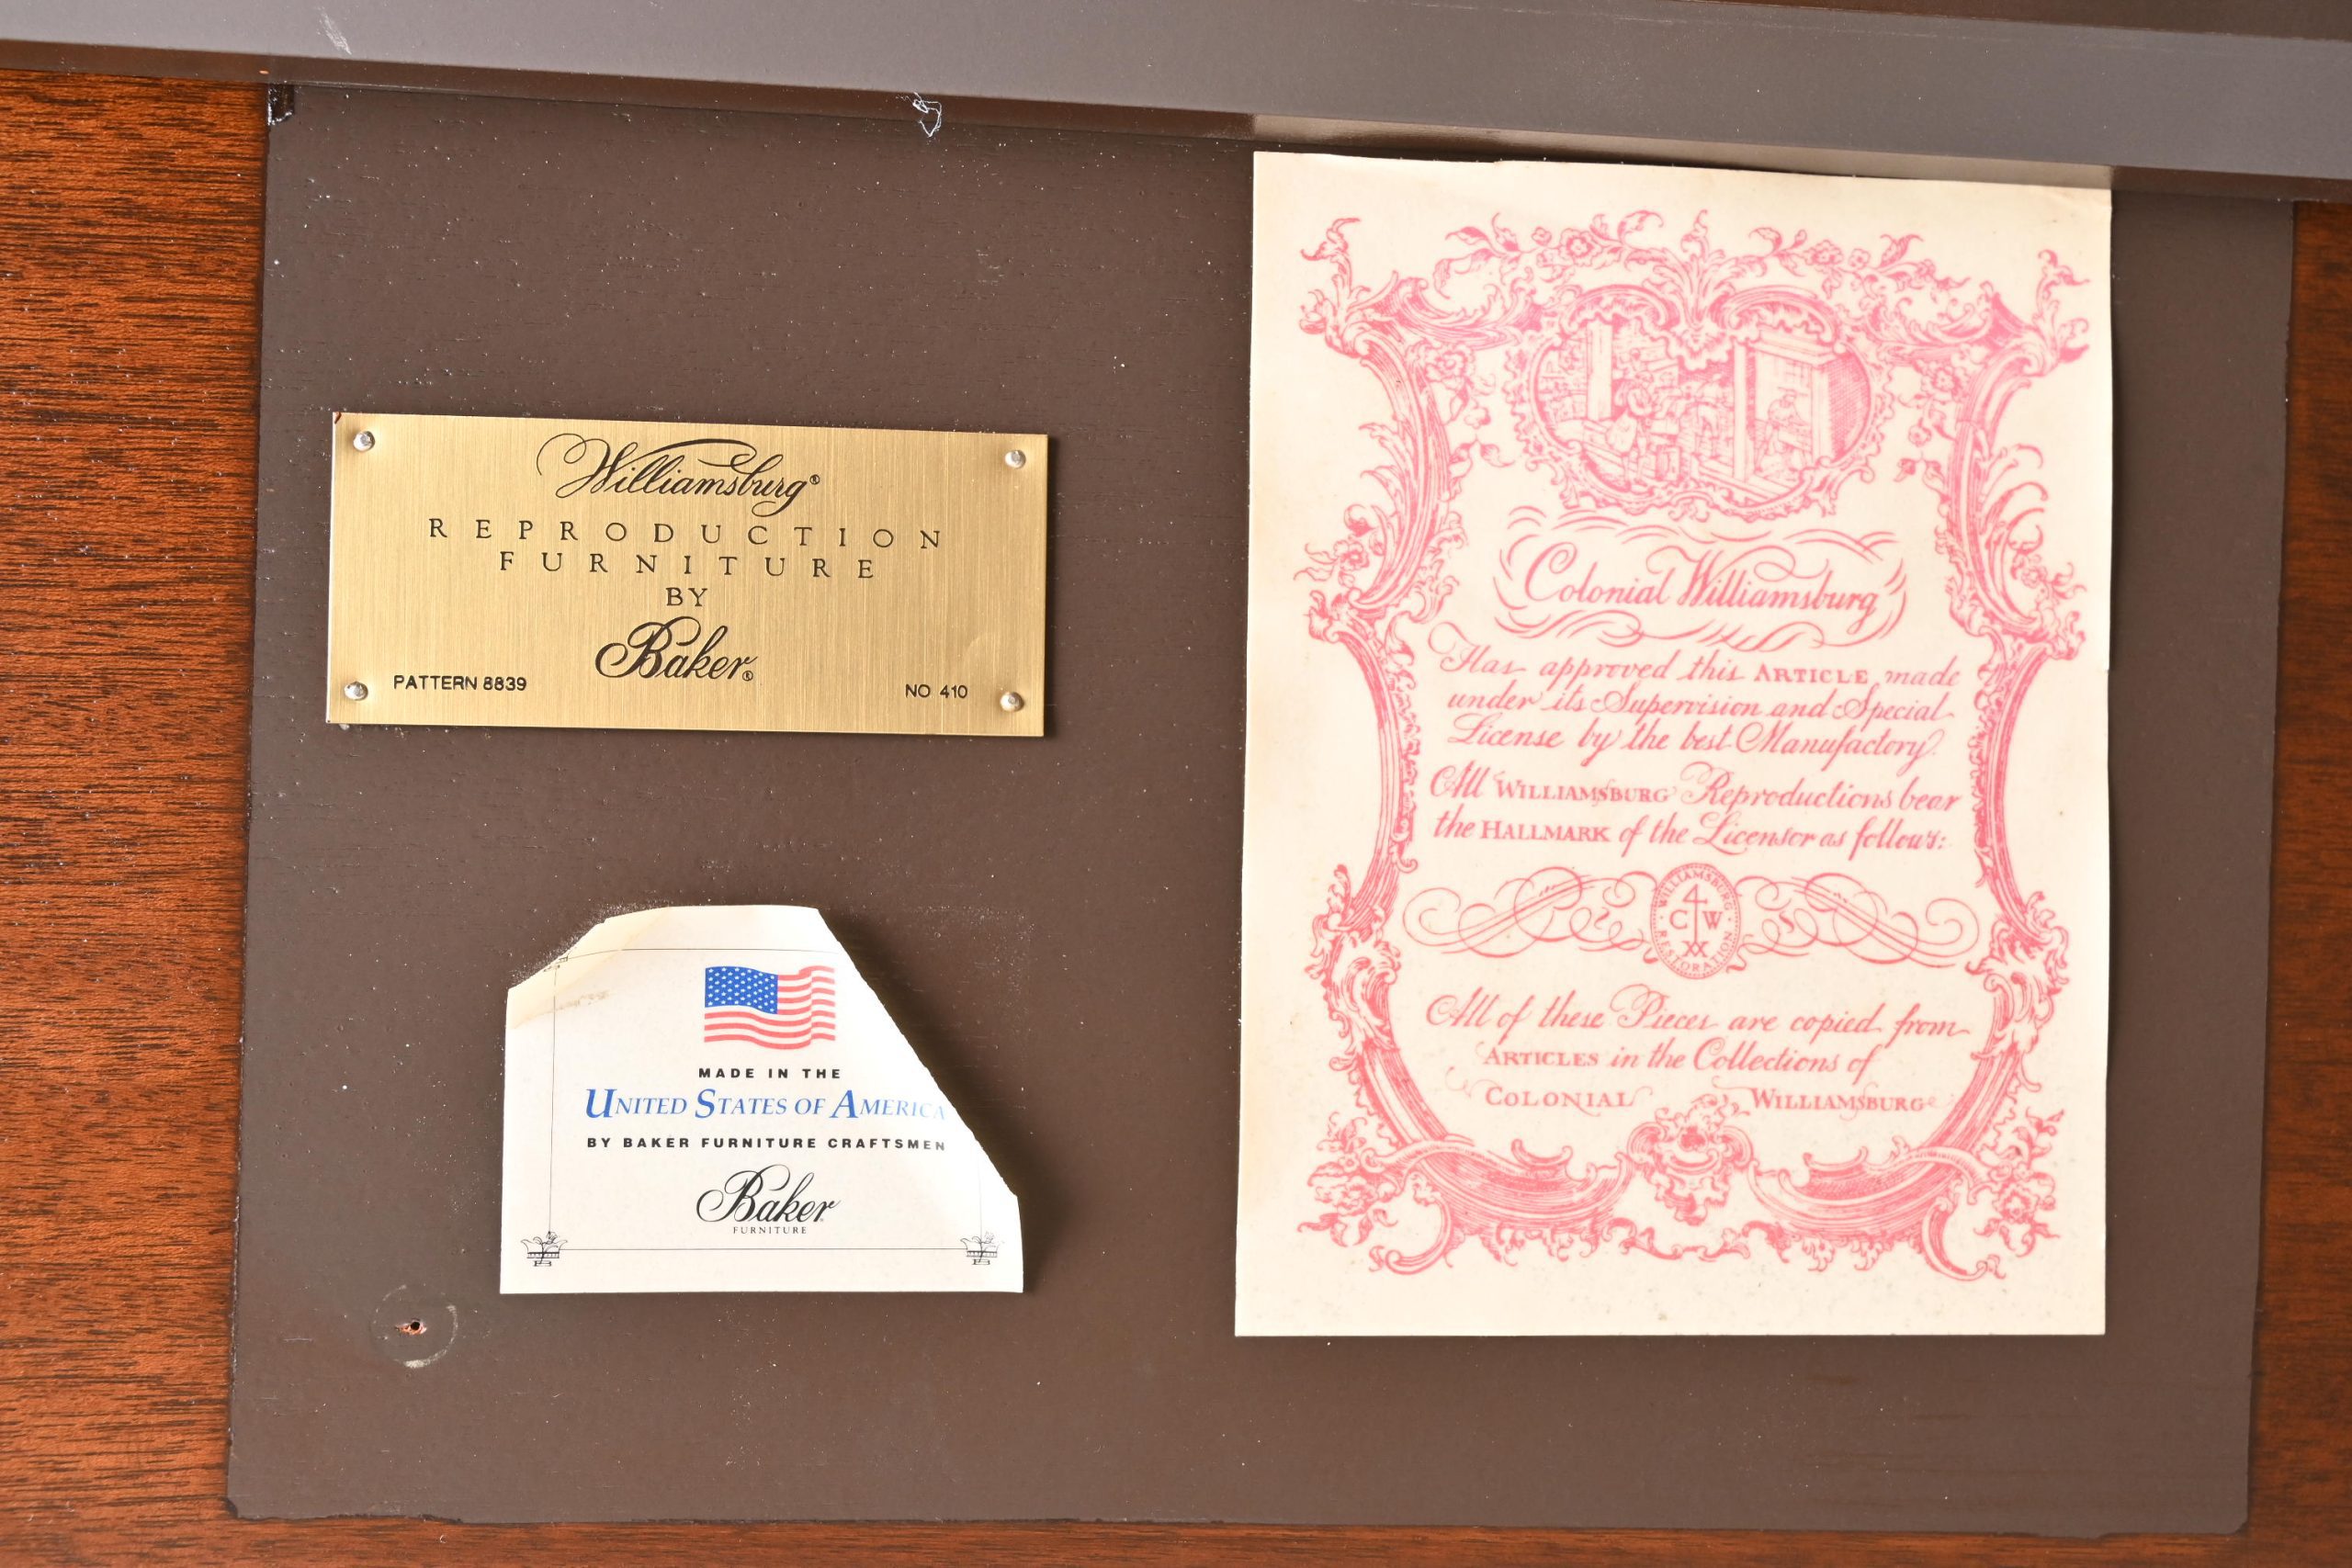 Williamsburg®
REPRODUCTION
FURNITURE
BY
Baker®
PATTERN 8839
NO 410
MADE IN THE
UNITED STATES OF AMERICA
BY BAKER FURNITURE CRAFTSMEN
Baker
FURNITURE
Colonial Williamsburg
Has approved this ARTICLE made
under its Supervision and Special
License by the best Manufactory.
All WILLIAMSBURG Reproductions bear
the HALLMARK of the Licensor as follows:
WILLIAMSBURG
CW
RESTORATION
All of these Pieces are copied from
ARTICLES in the Collections of
COLONIAL WILLIAMSBURG